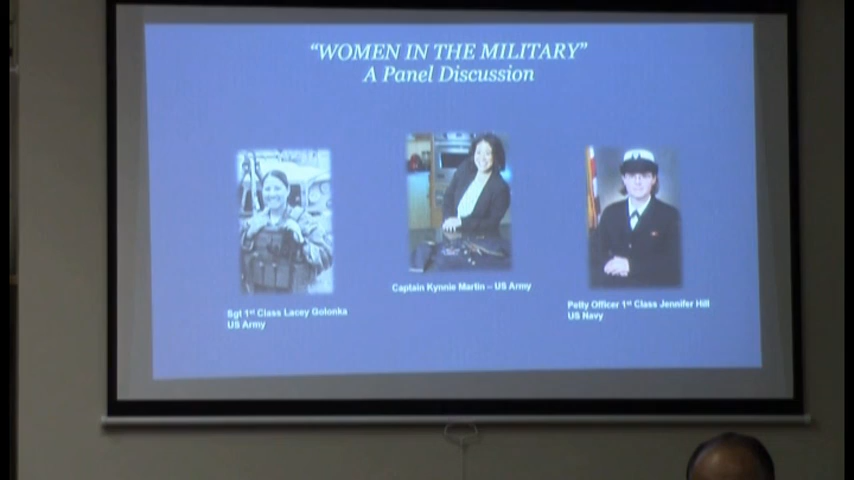 “WOMEN IN THE MILITARY”
A Panel Discussion
Captain Kynnie Martin – US Army
Sgt 1st Class Lacey Golonka
US Army
Petty Officer 1st Class Jennifer Hill
US Navy